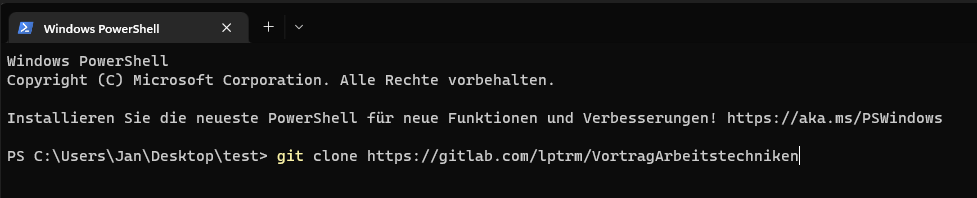 Windows PowerShell
Windows PowerShell
Copyright (C) Microsoft Corporation. Alle Rechte vorbehalten.
Installieren Sie die neueste PowerShell für neue Funktionen und Verbesserungen! https://aka.ms/PSWindows
PS C:\Users\Jan\Desktop\test> git clone https://gitlab.com/lptrm/VortragArbeitstechniken